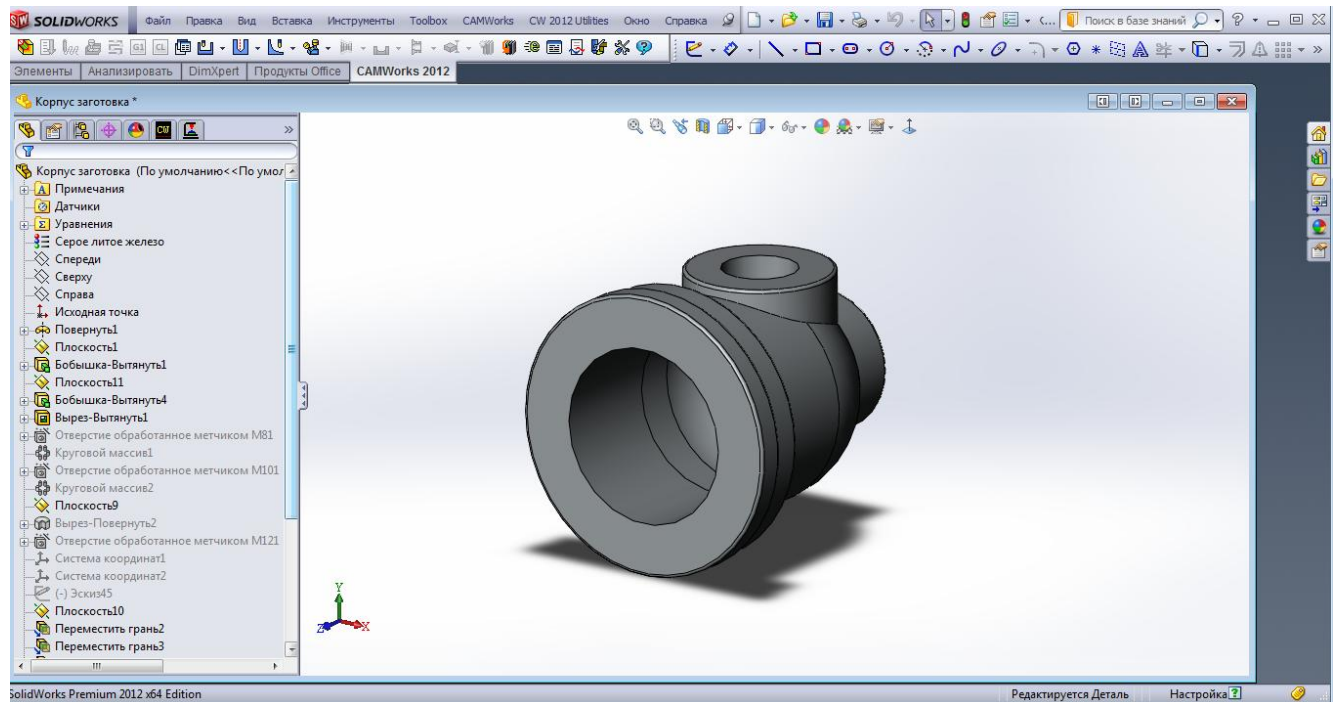 SOLIDWORKS Файл Правка Вид Вставка Инструменты Toolbox CAMWorks CW 2012 Utilities Окно Справка С... Поиск в базе знаний
Элементы Анализировать DimXpert Продукты Office CAMWorks 2012
Корпус заготовка *
Корпус заготовка (По умолчанию<<По умол
Примечания
Датчики
Уравнения
Серое литое железо
Спереди
Сверху
Справа
Исходная точка
Повернуть1
Плоскость1
Бобышка-Вытянуть1
Плоскость11
Бобышка-Вытянуть4
Вырез-Вытянуть1
Отверстие обработанное метчиком M81
Круговой массив1
Отверстие обработанное метчиком M101
Круговой массив2
Плоскость9
Вырез-Повернуть2
Отверстие обработанное метчиком M121
Система координат1
Система координат2
(-) Эскиз45
Плоскость10
Переместить грань2
Переместить грань3
Y
Z X
SolidWorks Premium 2012 x64 Edition Редактируется Деталь Настройка